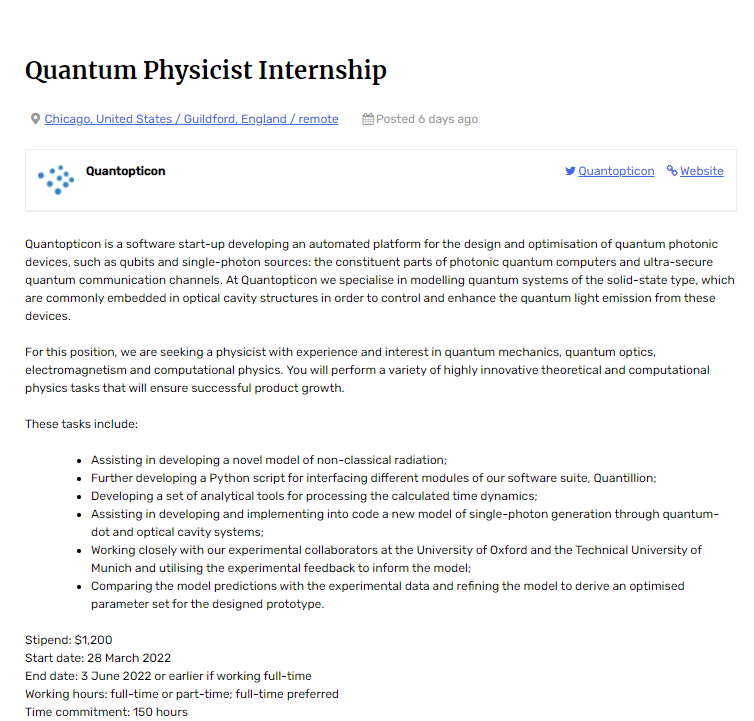 Quantum Physicist Internship
Chicago, United States / Guildford, England / remote Posted 6 days ago
Quantopticon Quantopticon Website
Quantopticon is a software start-up developing an automated platform for the design and optimisation of quantum photonic
devices, such as qubits and single-photon sources: the constituent parts of photonic quantum computers and ultra-secure
quantum communication channels. At Quantopticon we specialise in modelling quantum systems of the solid-state type, which
are commonly embedded in optical cavity structures in order to control and enhance the quantum light emission from these
devices.
For this position, we are seeking a physicist with experience and interest in quantum mechanics, quantum optics,
electromagnetism and computational physics. You will perform a variety of highly innovative theoretical and computational
physics tasks that will ensure successful product growth.
These tasks include:
• Assisting in developing a novel model of non-classical radiation;
• Further developing a Python script for interfacing different modules of our software suite, Quantillion;
• Developing a set of analytical tools for processing the calculated time dynamics;
• Assisting in developing and implementing into code a new model of single-photon generation through quantum-
dot and optical cavity systems;
• Working closely with our experimental collaborators at the University of Oxford and the Technical University of
Munich and utilising the experimental feedback to inform the model;
• Comparing the model predictions with the experimental data and refining the model to derive an optimised
parameter set for the designed prototype.
Stipend: $1,200
Start date: 28 March 2022
End date: 3 June 2022 or earlier if working full-time
Working hours: full-time or part-time; full-time preferred
Time commitment: 150 hours